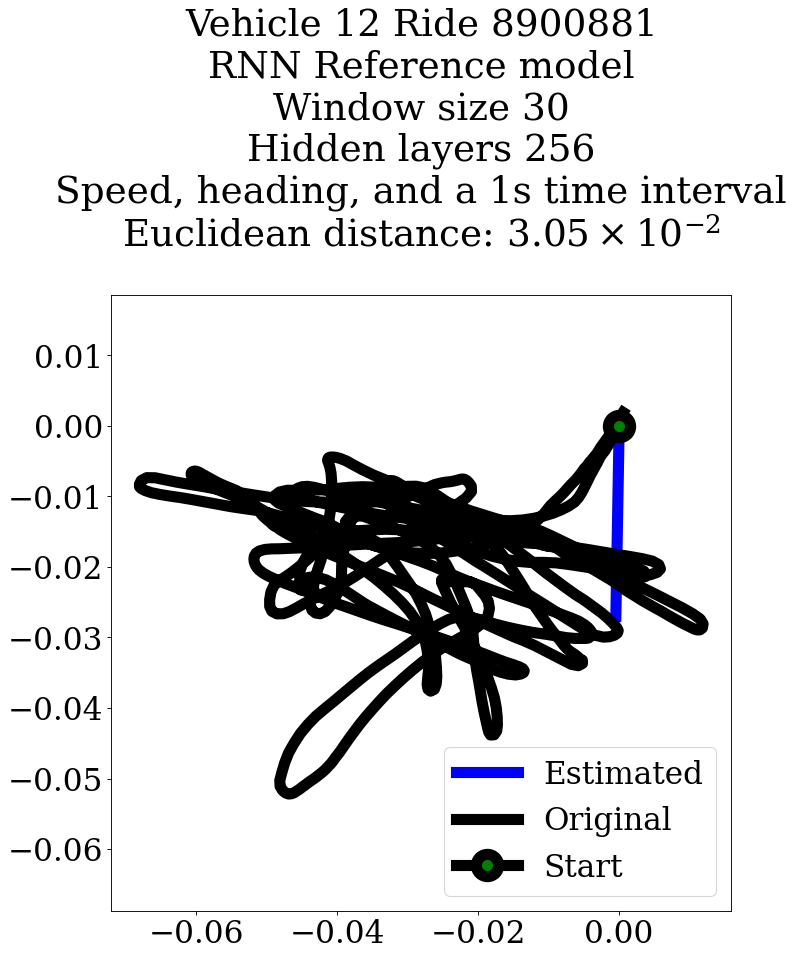 Vehicle 12 Ride 8900881
RNN Reference model
Window size 30
Hidden layers 256
Speed, heading, and a 1s time interval
Euclidean distance: 3.05 × 10⁻²
0.01
0.00
−0.01
−0.02
−0.03
−0.04
−0.05
−0.06
Estimated
Original
Start
−0.06 −0.04 −0.02 0.00